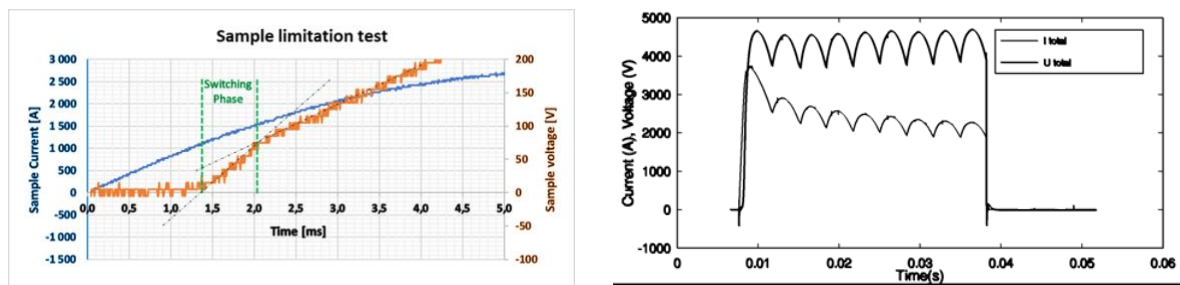 Sample limitation test
3 000
2 500
2 000
1 500
1 000
500
0
-500
-1 000
-1 500
Sample Current [A]
Switching
Phase
0,0 0,5 1,0 1,5 2,0 2,5 3,0 3,5 4,0 4,5 5,0
Time [ms]
200
150
100
50
0
-50
-100
Sample voltage [V]
5000
4000
3000
2000
1000
0
-1000
Current (A), Voltage (V)
I total
U total
0 0.01 0.02 0.03 0.04 0.05 0.06
Time(s)